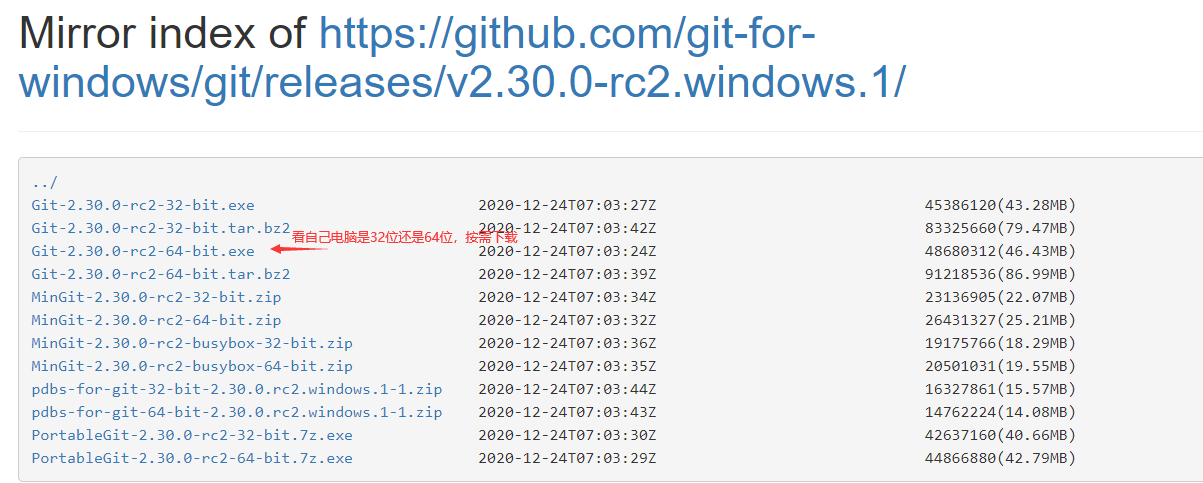 Mirror index of https://github.com/git-for-
windows/git/releases/v2.30.0-rc2.windows.1/
../
Git-2.30.0-rc2-32-bit.exe 2020-12-24T07:03:27Z 45386120(43.28MB)
Git-2.30.0-rc2-32-bit.tar.bz2 2020-12-24T07:03:42Z 83325660(79.47MB)
看自己电脑是32位还是64位，按需下载
Git-2.30.0-rc2-64-bit.exe 2020-12-24T07:03:24Z 48680312(46.43MB)
Git-2.30.0-rc2-64-bit.tar.bz2 2020-12-24T07:03:39Z 91218536(86.99MB)
MinGit-2.30.0-rc2-32-bit.zip 2020-12-24T07:03:34Z 23136905(22.07MB)
MinGit-2.30.0-rc2-64-bit.zip 2020-12-24T07:03:32Z 26431327(25.21MB)
MinGit-2.30.0-rc2-busybox-32-bit.zip 2020-12-24T07:03:36Z 19175766(18.29MB)
MinGit-2.30.0-rc2-busybox-64-bit.zip 2020-12-24T07:03:35Z 20501031(19.55MB)
pdbs-for-git-32-bit-2.30.0.rc2.windows.1-1.zip 2020-12-24T07:03:44Z 16327861(15.57MB)
pdbs-for-git-64-bit-2.30.0.rc2.windows.1-1.zip 2020-12-24T07:03:43Z 14762224(14.08MB)
PortableGit-2.30.0-rc2-32-bit.7z.exe 2020-12-24T07:03:30Z 42637160(40.66MB)
PortableGit-2.30.0-rc2-64-bit.7z.exe 2020-12-24T07:03:29Z 44866880(42.79MB)